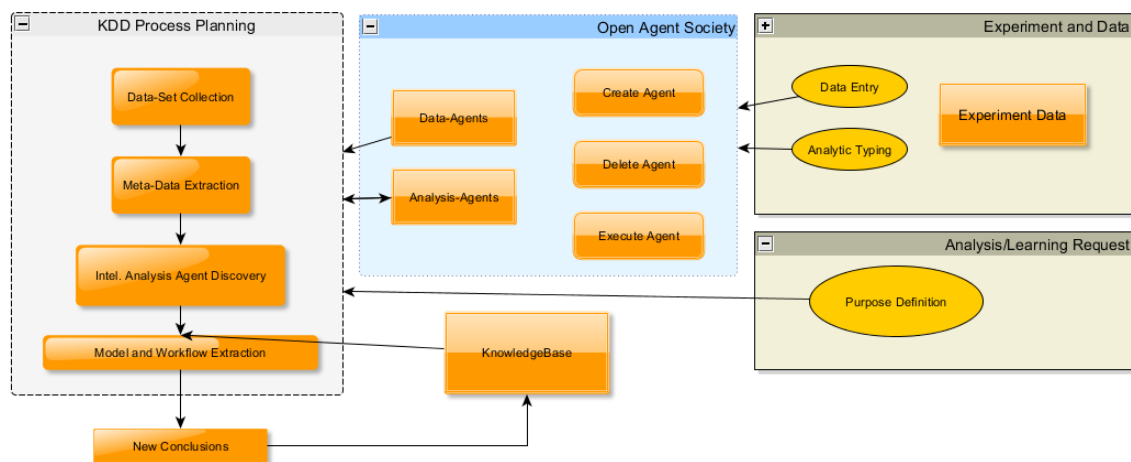 KDD Process Planning
Data-Set Collection
Meta-Data Extraction
Intel. Analysis Agent Discovery
Model and Workflow Extraction
New Conclusions
Open Agent Society
Data-Agents
Analysis-Agents
Create Agent
Delete Agent
Execute Agent
KnowledgeBase
Experiment and Data
Data Entry
Analytic Typing
Experiment Data
Analysis/Learning Request
Purpose Definition